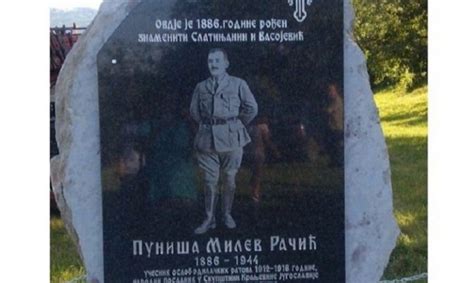 Овдје је 1886. године рођен
знаменити Слатињанин и Васојевић
Пуниша Милев Рачић
1886 - 1944
учесник ослободилачких ратова 1912-1918 године,
народни посланик у Скупштини Краљевине Југославије